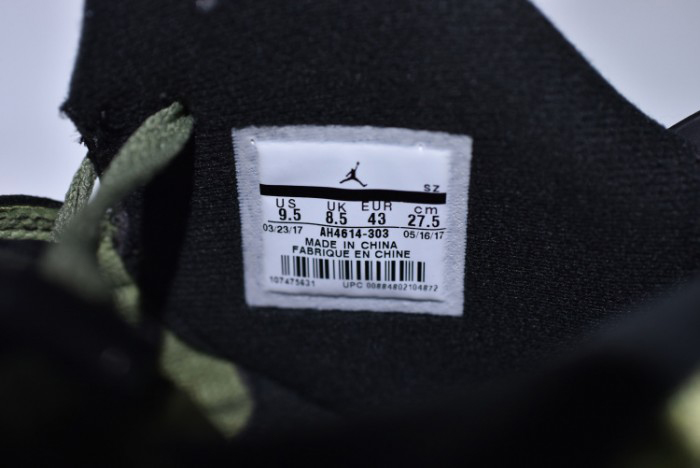 SZ
US UK EUR cm
9.5 8.5 43 27.5
03/23/17 AH4614-303 05/16/17
MADE IN CHINA
FABRIQUE EN CHINE
107475631 UPC 00884802104872